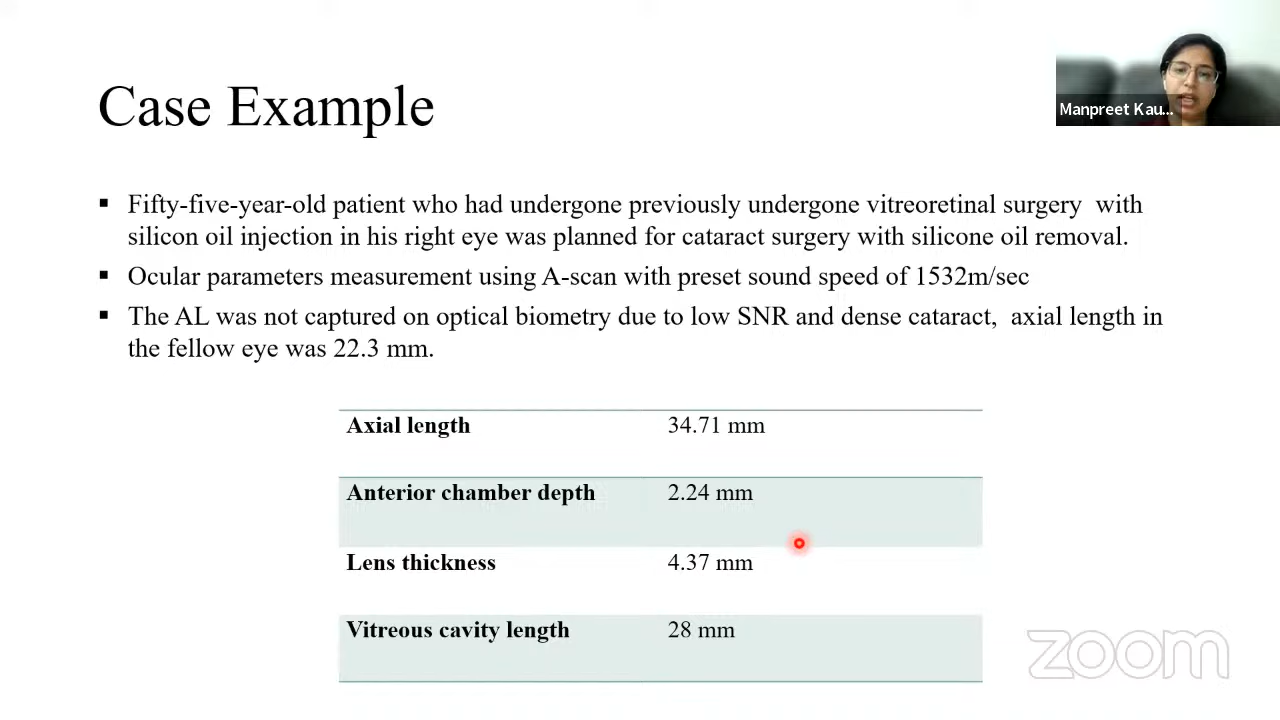 Case Example
Manpreet Kau...
▪ Fifty-five-year-old patient who had undergone previously undergone vitreoretinal surgery with
silicon oil injection in his right eye was planned for cataract surgery with silicone oil removal.
▪ Ocular parameters measurement using A-scan with preset sound speed of 1532m/sec
▪ The AL was not captured on optical biometry due to low SNR and dense cataract, axial length in
the fellow eye was 22.3 mm.
Axial length 34.71 mm
Anterior chamber depth 2.24 mm
Lens thickness 4.37 mm
Vitreous cavity length 28 mm
zoom